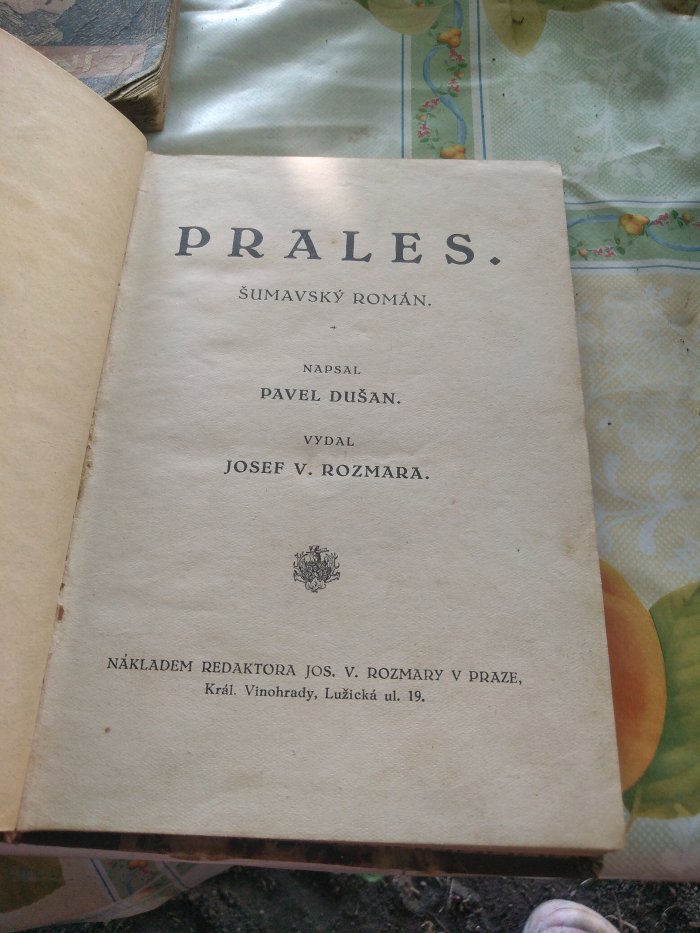 PRALES.
ŠUMAVSKÝ ROMÁN.
NAPSAL
PAVEL DUŠAN.
VYDAL
JOSEF V. ROZMARA.
NÁKLADEM REDAKTORA JOS. V. ROZMARY V PRAZE,
Král. Vinohrady, Lužická ul. 19.